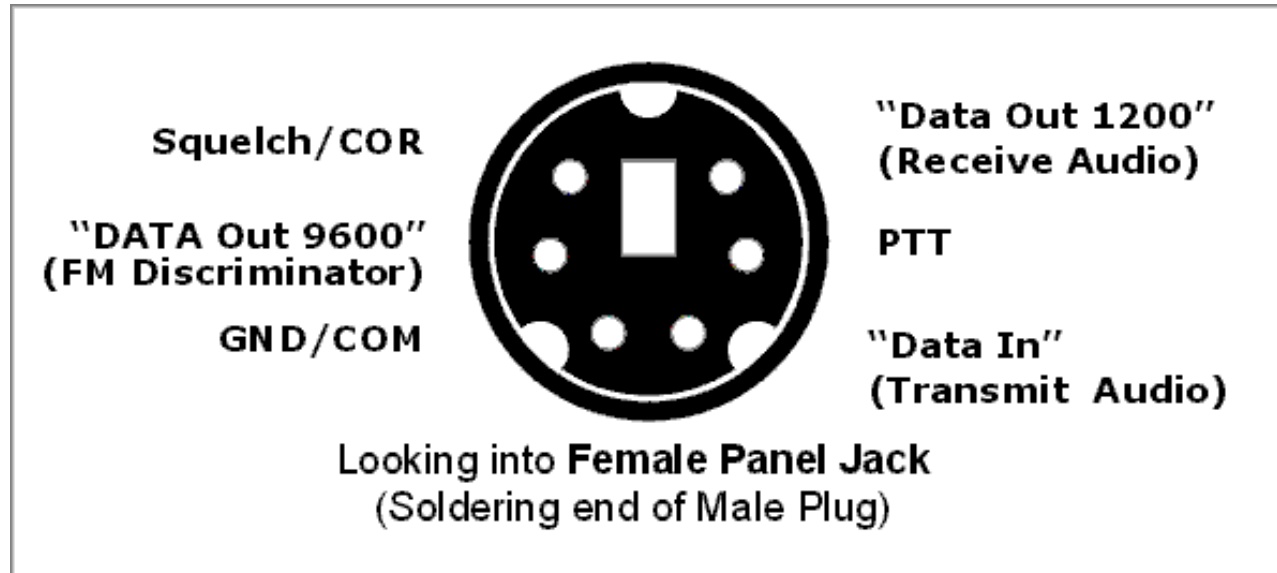 Squelch/COR
“DATA Out 9600”
(FM Discriminator)
GND/COM
“Data Out 1200”
(Receive Audio)
PTT
“Data In”
(Transmit Audio)
Looking into Female Panel Jack
(Soldering end of Male Plug)